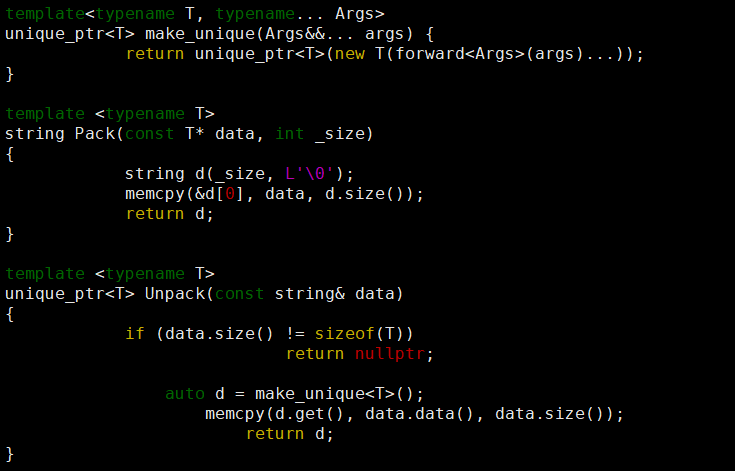 template<typename T, typename... Args>
unique_ptr<T> make_unique(Args&&... args) {
            return unique_ptr<T>(new T(forward<Args>(args)...));
}

template <typename T>
string Pack(const T* data, int _size)
{
            string d(_size, L'\0');
            memcpy(&d[0], data, d.size());
            return d;
}

template <typename T>
unique_ptr<T> Unpack(const string& data)
{
            if (data.size() != sizeof(T))
                            return nullptr;

                auto d = make_unique<T>();
                    memcpy(d.get(), data.data(), data.size());
                        return d;
}